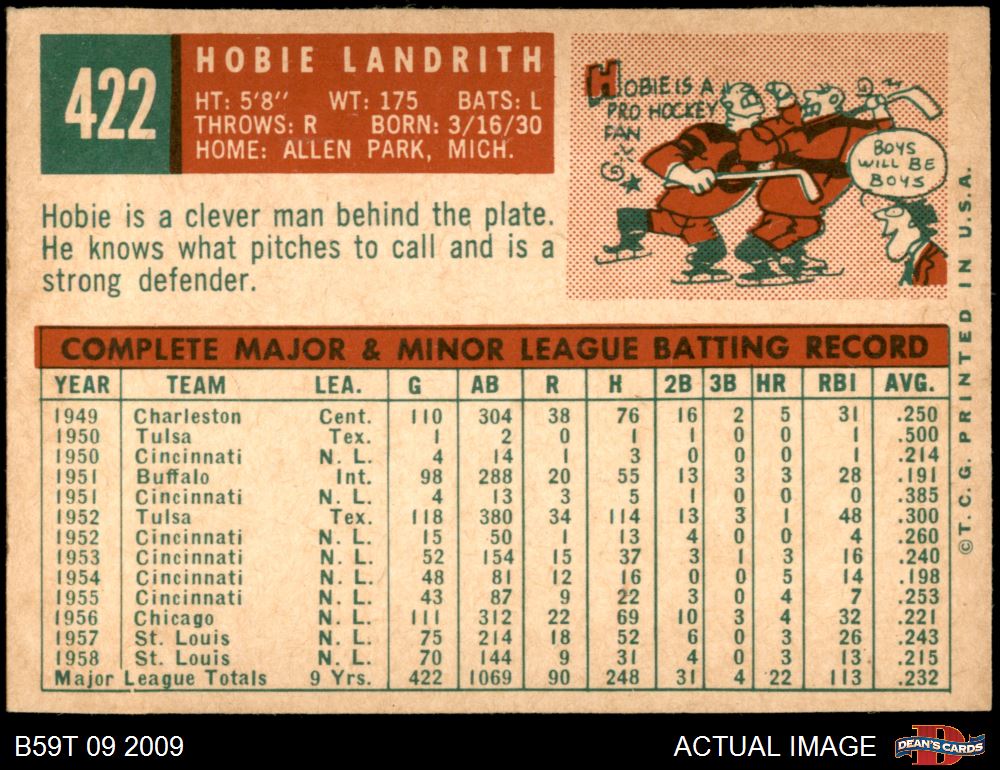 422
HOBIE LANDRITH
HT: 5'8" WT: 175 BATS: L
THROWS: R BORN: 3/16/30
HOME: ALLEN PARK, MICH.
Hobie is a clever man behind the plate.
He knows what pitches to call and is a
strong defender.
HOBIE IS A
PRO HOCKEY
FAN
BOYS
WILL BE
BOYS
COMPLETE MAJOR & MINOR LEAGUE BATTING RECORD
YEAR TEAM LEA. G AB R H 2B 3B HR RBI AVG.
1949 Charleston Cent. 110 304 38 76 16 2 5 31 .250
1950 Tulsa Tex. 1 2 0 1 1 0 0 1 .500
1950 Cincinnati N. L. 4 14 1 3 0 0 0 1 .214
1951 Buffalo Int. 98 288 20 55 13 3 3 28 .191
1951 Cincinnati N. L. 4 13 3 5 1 0 0 0 .385
1952 Tulsa Tex. 118 380 34 114 13 3 1 48 .300
1952 Cincinnati N. L. 15 50 1 13 4 0 0 4 .260
1953 Cincinnati N. L. 52 154 15 37 3 1 3 16 .240
1954 Cincinnati N. L. 48 81 12 16 0 0 5 14 .198
1955 Cincinnati N. L. 43 87 9 22 3 0 4 7 .253
1956 Chicago N. L. 111 312 22 69 10 3 4 32 .221
1957 St. Louis N. L. 75 214 18 52 6 0 3 26 .243
1958 St. Louis N. L. 70 144 9 31 4 0 3 13 .215
Major League Totals 9 Yrs. 422 1069 90 248 31 4 22 113 .232
©T.C.G. PRINTED IN U.S.A.
B59T 09 2009
ACTUAL IMAGE
D
DEAN'S CARDS